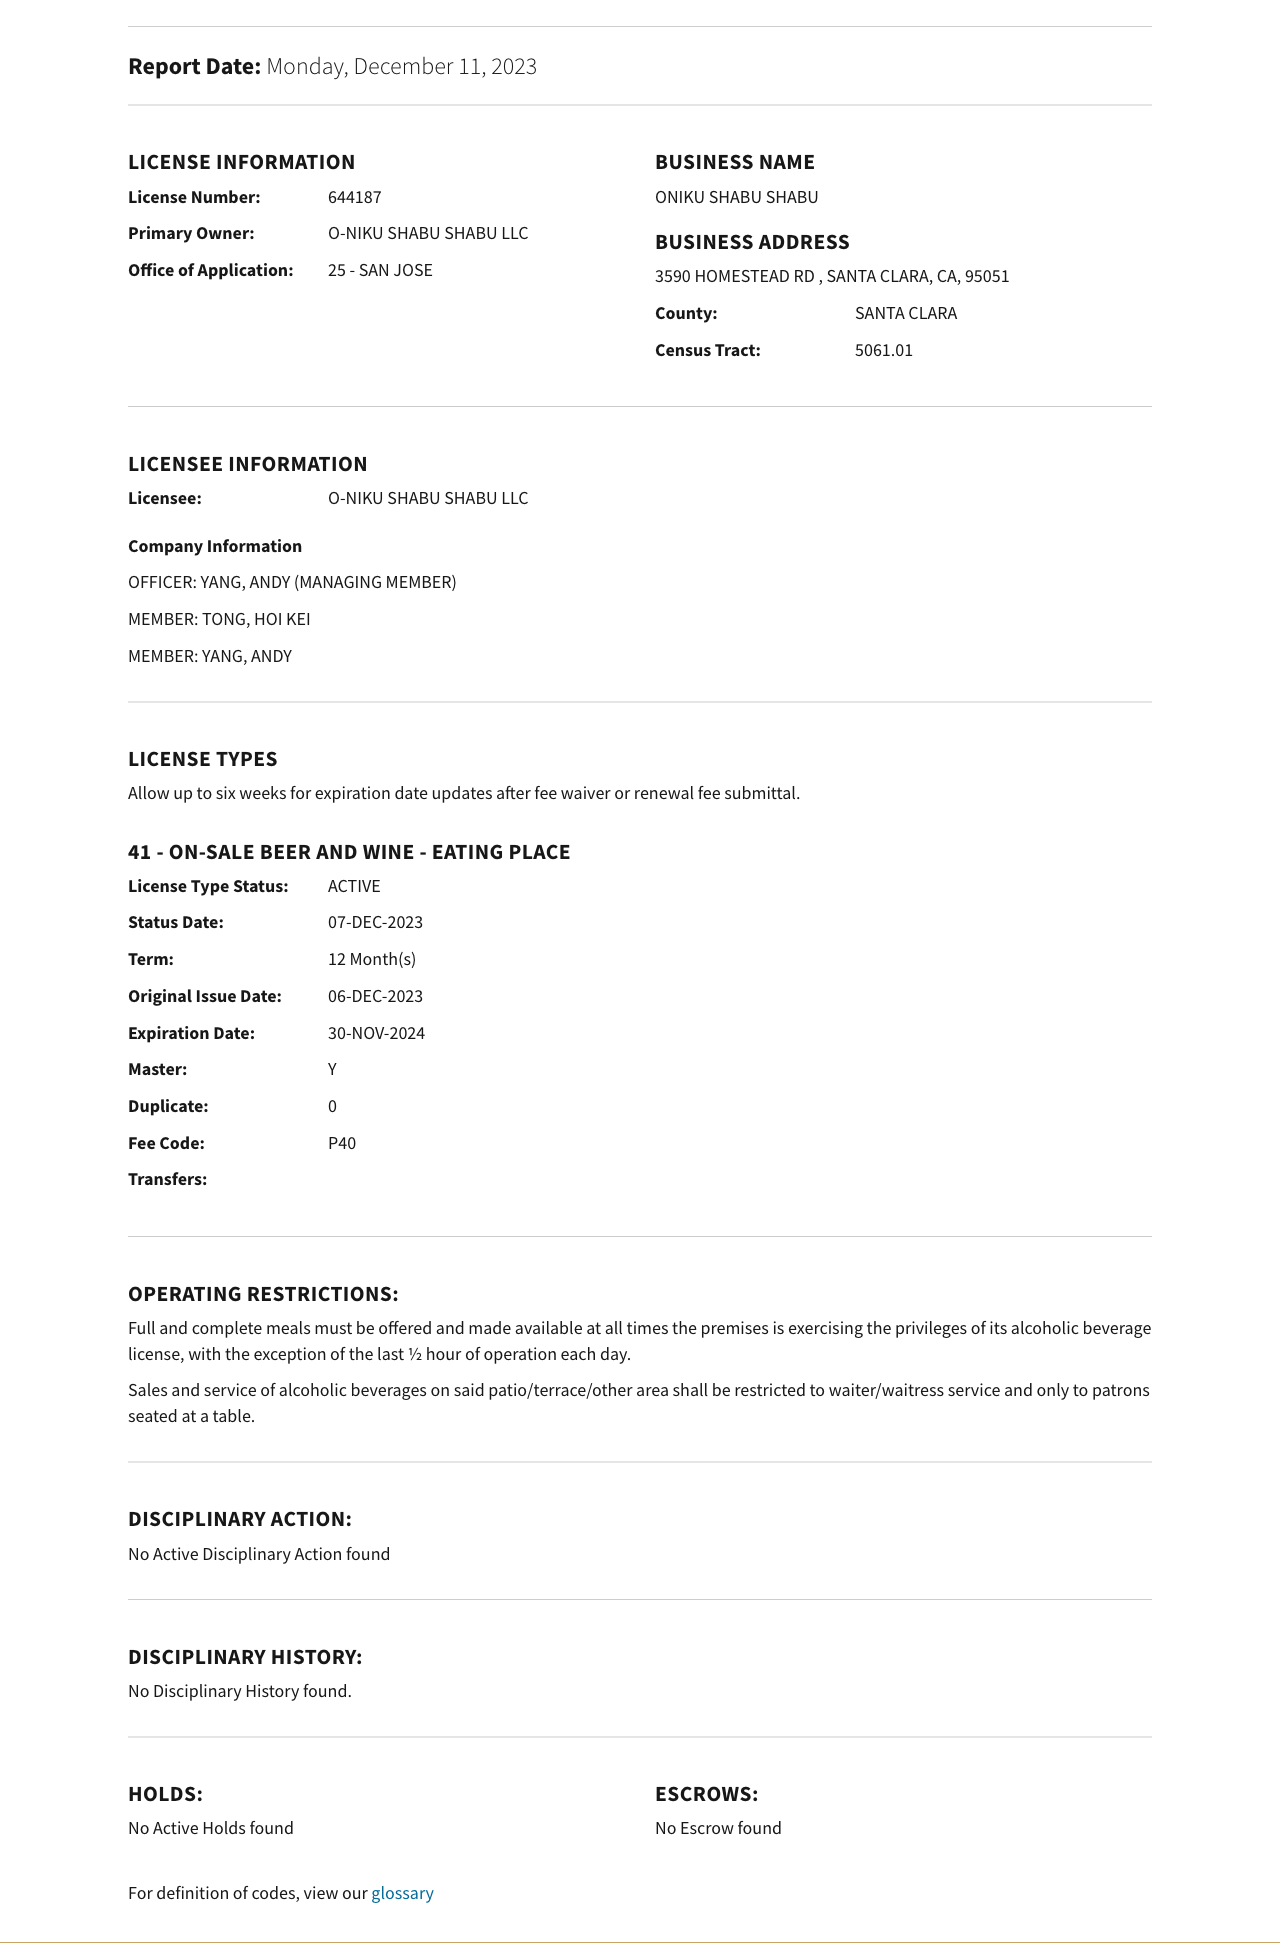 Report Date: Monday, December 11, 2023
LICENSE INFORMATION
License Number: 644187
Primary Owner: O-NIKU SHABU SHABU LLC
Office of Application: 25 - SAN JOSE
BUSINESS NAME
ONIKU SHABU SHABU
BUSINESS ADDRESS
3590 HOMESTEAD RD , SANTA CLARA, CA, 95051
County: SANTA CLARA
Census Tract: 5061.01
LICENSEE INFORMATION
Licensee: O-NIKU SHABU SHABU LLC
Company Information
OFFICER: YANG, ANDY (MANAGING MEMBER)
MEMBER: TONG, HOI KEI
MEMBER: YANG, ANDY
LICENSE TYPES
Allow up to six weeks for expiration date updates after fee waiver or renewal fee submittal.
41 - ON-SALE BEER AND WINE - EATING PLACE
License Type Status: ACTIVE
Status Date: 07-DEC-2023
Term: 12 Month(s)
Original Issue Date: 06-DEC-2023
Expiration Date: 30-NOV-2024
Master: Y
Duplicate: 0
Fee Code: P40
Transfers:
OPERATING RESTRICTIONS:
Full and complete meals must be offered and made available at all times the premises is exercising the privileges of its alcoholic beverage
license, with the exception of the last ½ hour of operation each day.
Sales and service of alcoholic beverages on said patio/terrace/other area shall be restricted to waiter/waitress service and only to patrons
seated at a table.
DISCIPLINARY ACTION:
No Active Disciplinary Action found
DISCIPLINARY HISTORY:
No Disciplinary History found.
HOLDS:
No Active Holds found
ESCROWS:
No Escrow found
For definition of codes, view our glossary